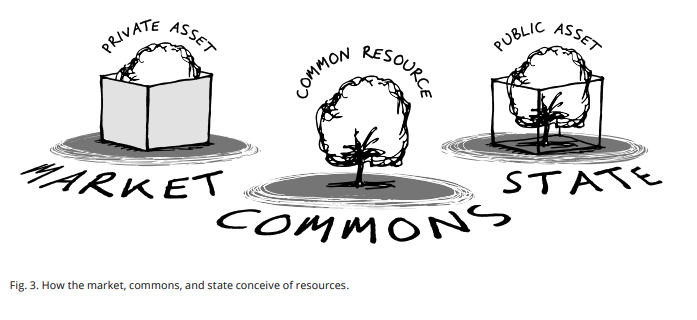 PRIVATE ASSET
MARKET
COMMON RESOURCE
COMMONS
PUBLIC ASSET
STATE
Fig. 3. How the market, commons, and state conceive of resources.